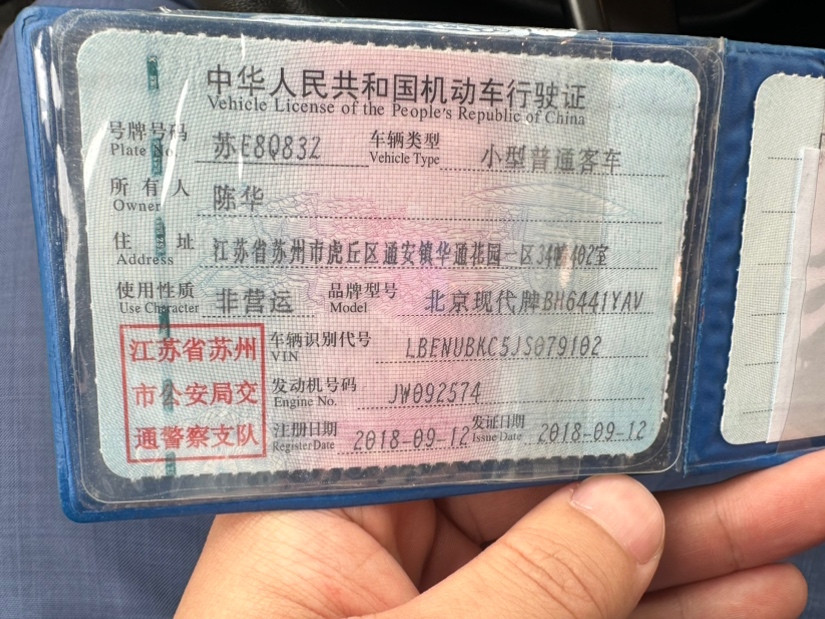 中华人民共和国机动车行驶证
Vehicle License of the People's Republic of China
号牌号码 苏E8Q83Z 车辆类型 小型普通客车
Plate No. Vehicle Type
所有人 陈华
Owner
住址 江苏省苏州市虎丘区通安镇华通花园一区34幢402室
Address
使用性质 非营运 品牌型号 北京现代牌BH6441YAV
Use Character Model
江苏省苏州
市公安局交
通警察支队
车辆识别代号 LBENUBKC5JS079102
VIN
发动机号码 JW092574
Engine No.
注册日期 2018-09-12 发证日期 2018-09-12
Register Date Issue Date